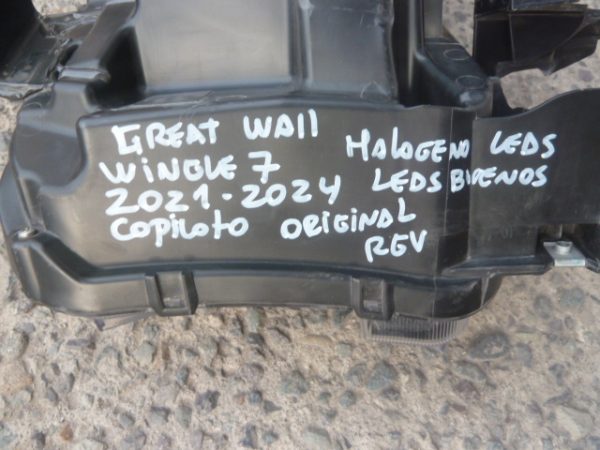 GREAT WALL
WINGLE 7
2021-2024
COPILOTO ORIGINAL
REV
HALOGENO LEDS
LEDS BUENOS